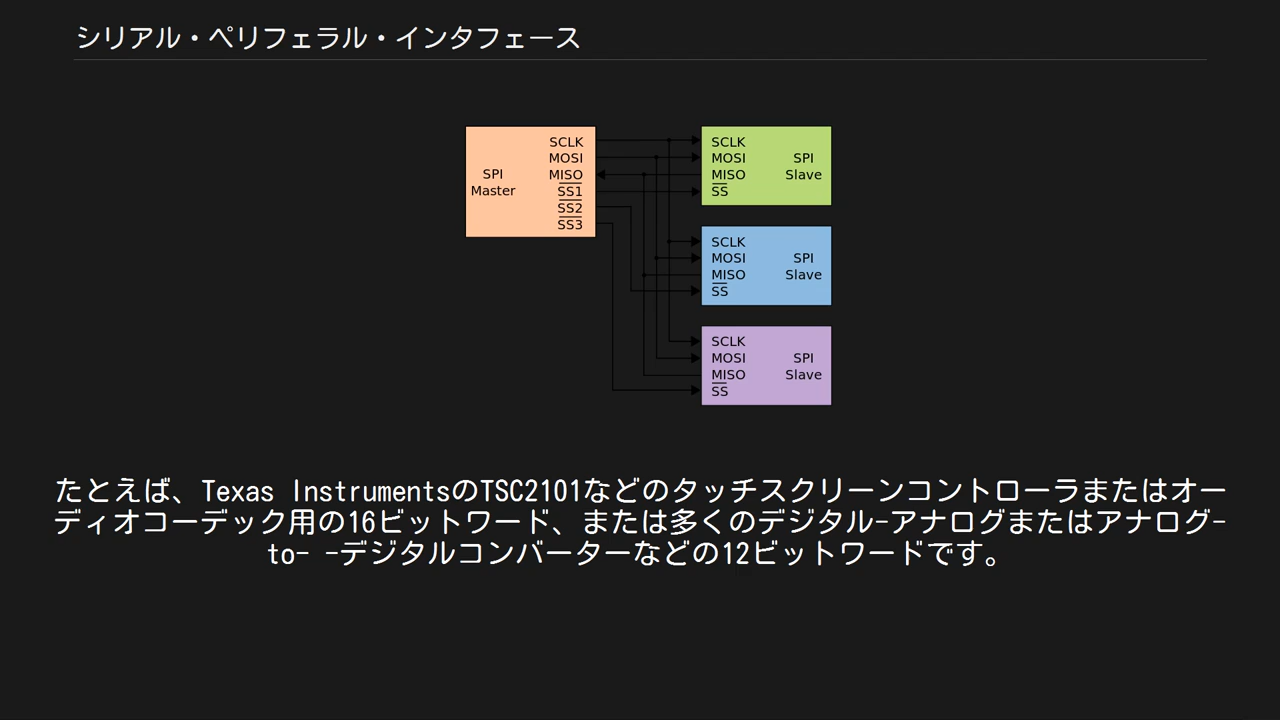 シリアル・ペリフェラル・インタフェース
SPI
Master
SCLK
MOSI
MISO
SS1
SS2
SS3
SCLK
MOSI
MISO
SS
SPI
Slave
SCLK
MOSI
MISO
SS
SPI
Slave
SCLK
MOSI
MISO
SS
SPI
Slave
たとえば、Texas InstrumentsのTSC2101などのタッチスクリーンコントローラまたはオー
ディオコーデック用の16ビットワード、または多くのデジタル-アナログまたはアナログ-
to- -デジタルコンバーターなどの12ビットワードです。